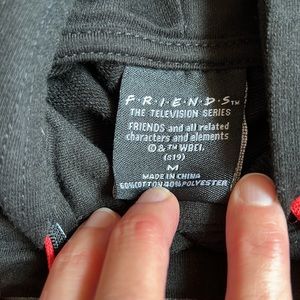 F·R·I·E·N·D·S™
THE TELEVISION SERIES
FRIENDS and all related
characters and elements
© & ™ WBEI.
(s19)
M
MADE IN CHINA
60%COTTON 40% POLYESTER